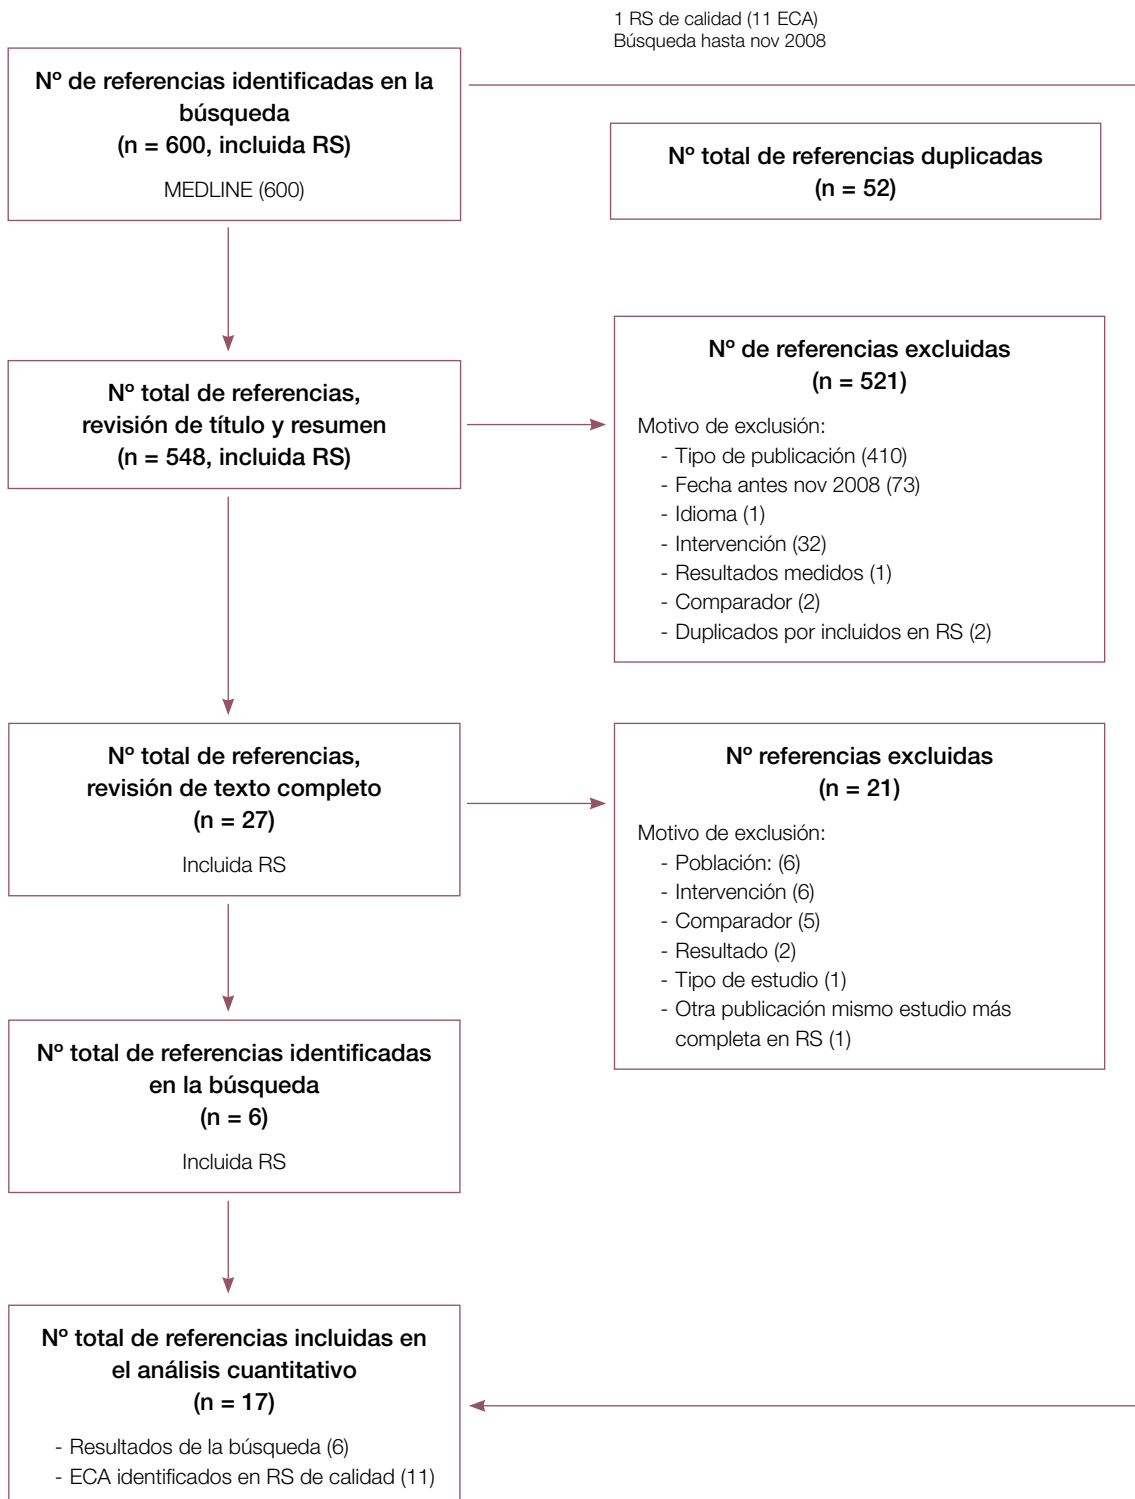 1 RS de calidad (11 ECA)
Búsqueda hasta nov 2008
Nº de referencias identificadas en la
búsqueda
(n = 600, incluida RS)
MEDLINE (600)
Nº total de referencias duplicadas
(n = 52)
Nº total de referencias,
revisión de título y resumen
(n = 548, incluida RS)
Nº de referencias excluidas
(n = 521)
Motivo de exclusión:
- Tipo de publicación (410)
- Fecha antes nov 2008 (73)
- Idioma (1)
- Intervención (32)
- Resultados medidos (1)
- Comparador (2)
- Duplicados por incluidos en RS (2)
Nº total de referencias,
revisión de texto completo
(n = 27)
Incluida RS
Nº referencias excluidas
(n = 21)
Motivo de exclusión:
- Población: (6)
- Intervención (6)
- Comparador (5)
- Resultado (2)
- Tipo de estudio (1)
- Otra publicación mismo estudio más
completa en RS (1)
Nº total de referencias identificadas
en la búsqueda
(n = 6)
Incluida RS
Nº total de referencias incluidas en
el análisis cuantitativo
(n = 17)
- Resultados de la búsqueda (6)
- ECA identificados en RS de calidad (11)